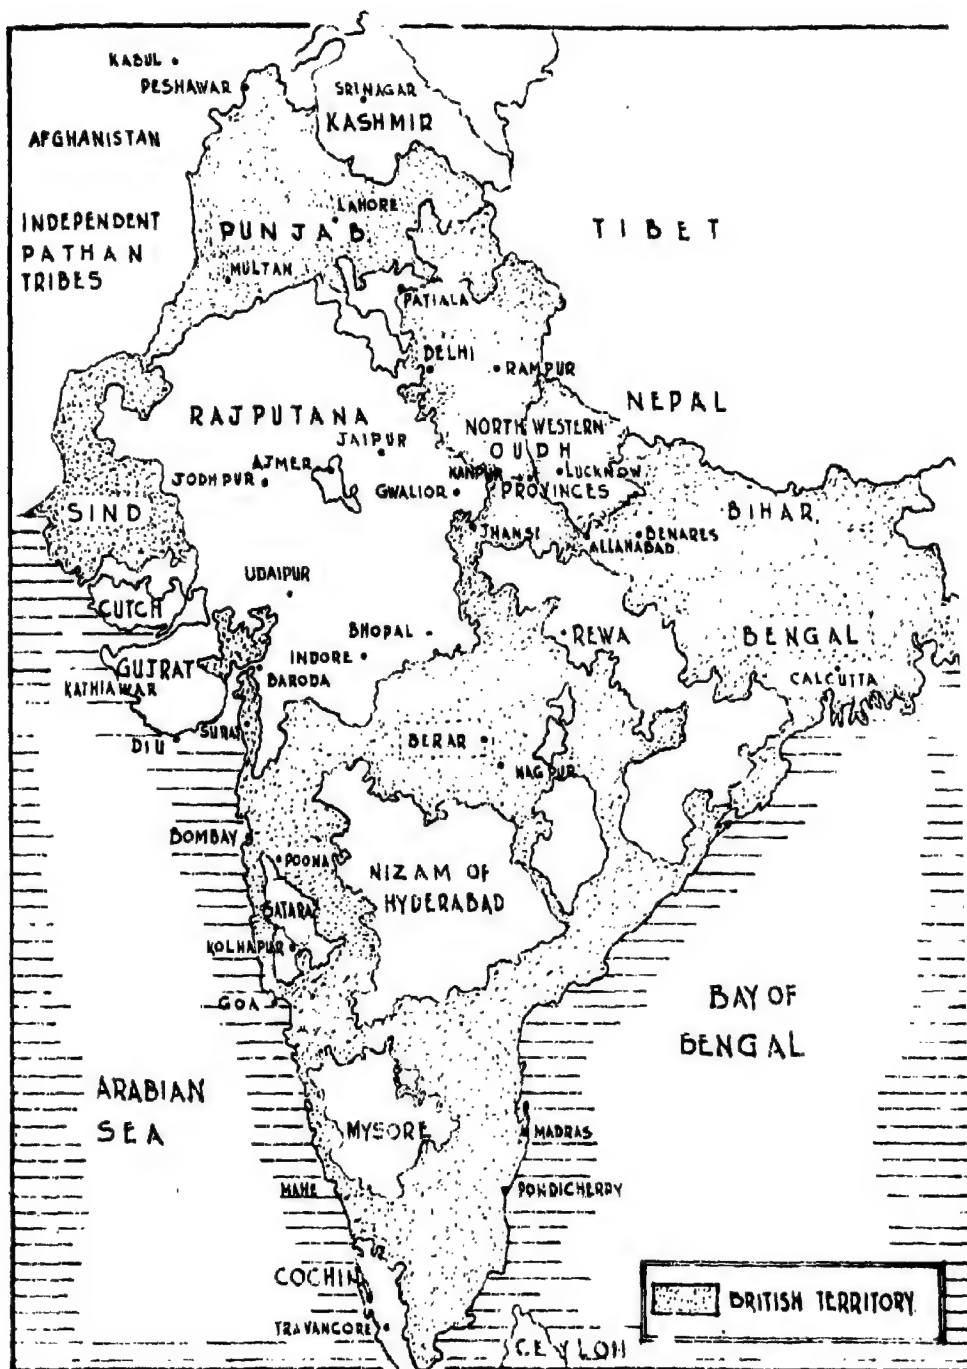 KABUL
PESHAWAR
SRINAGAR
KASHMIR
AFGHANISTAN
INDEPENDENT
PATHAN
TRIBES
LAHORE
PUNJAB
MULTAN
TIBET
PATIALA
DELHI
RAMPUR
NEPAL
RAJPUTANA
JAIPUR
NORTH WESTERN
OUDH
AJMER
KANPUR
LUCKNOW
JODHPUR
GWALIOR
PROVINCES
BIHAR
SIND
JHANSI
BENARES
ALLAHABAD
UDAIPUR
CUTCH
BHOPAL
REWA
BENGAL
INDORE
GUJRAT
BARODA
CALCUTTA
KATHIAWAR
SURAT
DIU
BERAR
NAGPUR
BOMBAY
POONA
NIZAM OF
HYDERABAD
SATARA
KOLHAPUR
GOA
BAY OF
BENGAL
ARABIAN
SEA
MYSORE
MADRAS
MAHE
PONDICHERRY
COCHIN
TRAVANCORE
CEYLON
BRITISH TERRITORY